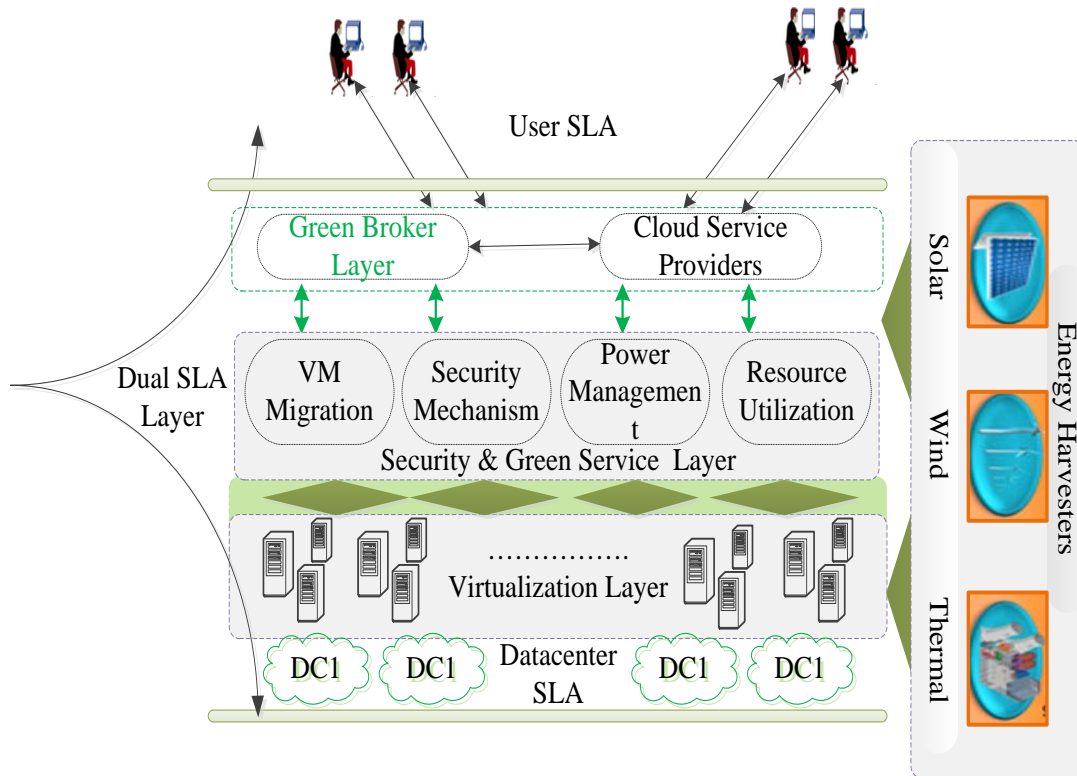 User SLA
Green Broker
Layer
Cloud Service
Providers
Dual SLA
Layer
VM
Migration
Security
Mechanism
Power
Managemen
t
Resource
Utilization
Security & Green Service Layer
................
Virtualization Layer
DC1
DC1
Datacenter
SLA
DC1
DC1
Solar
Wind
Thermal
Energy Harvesters